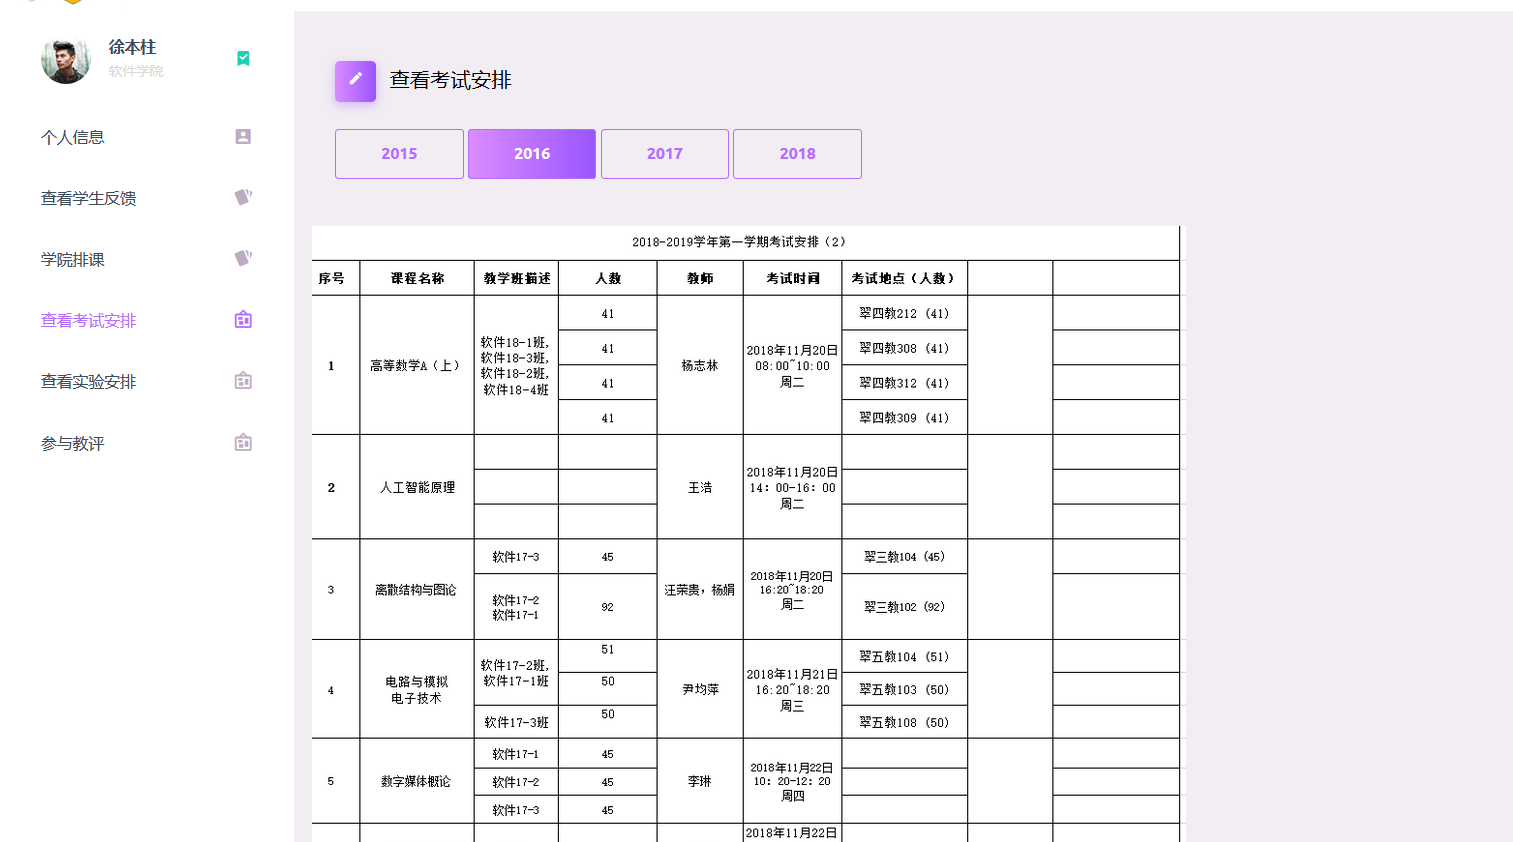 徐本柱
软件学院
个人信息
查看学生反馈
学院排课
查看考试安排
查看实验安排
参与教评
查看考试安排
2015 2016 2017 2018
2018-2019学年第一学期考试安排（2）
序号 课程名称 教学班描述 人数 教师 考试时间 考试地点（人数）
1 高等数学A（上）
软件18-1班,
软件18-3班,
软件18-2班,
软件18-4班
41
41
41
41
杨志林
2018年11月20日
08:00~10:00
周二
翠四教212（41）
翠四教308（41）
翠四教312（41）
翠四教309（41）
2 人工智能原理 王浩
2018年11月20日
14：00-16：00
周二
3 离散结构与图论
软件17-3 45
软件17-2
软件17-1
92
汪荣贵，杨娟
2018年11月20日
16:20~18:20
周二
翠三教104（45）
翠三教102（92）
4
电路与模拟
电子技术
软件17-2班,
软件17-1班
软件17-3班
51
50
50
尹均萍
2018年11月21日
16:20~18:20
周三
翠五教104（51）
翠五教103（50）
翠五教108（50）
5 数字媒体概论
软件17-1 45
软件17-2 45
软件17-3 45
李琳
2018年11月22日
10：20-12：20
周四
2018年11月22日